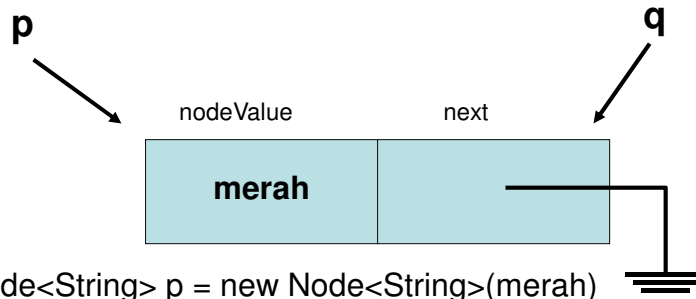 p q
nodeValue next
merah
de<String> p = new Node<String>(merah)